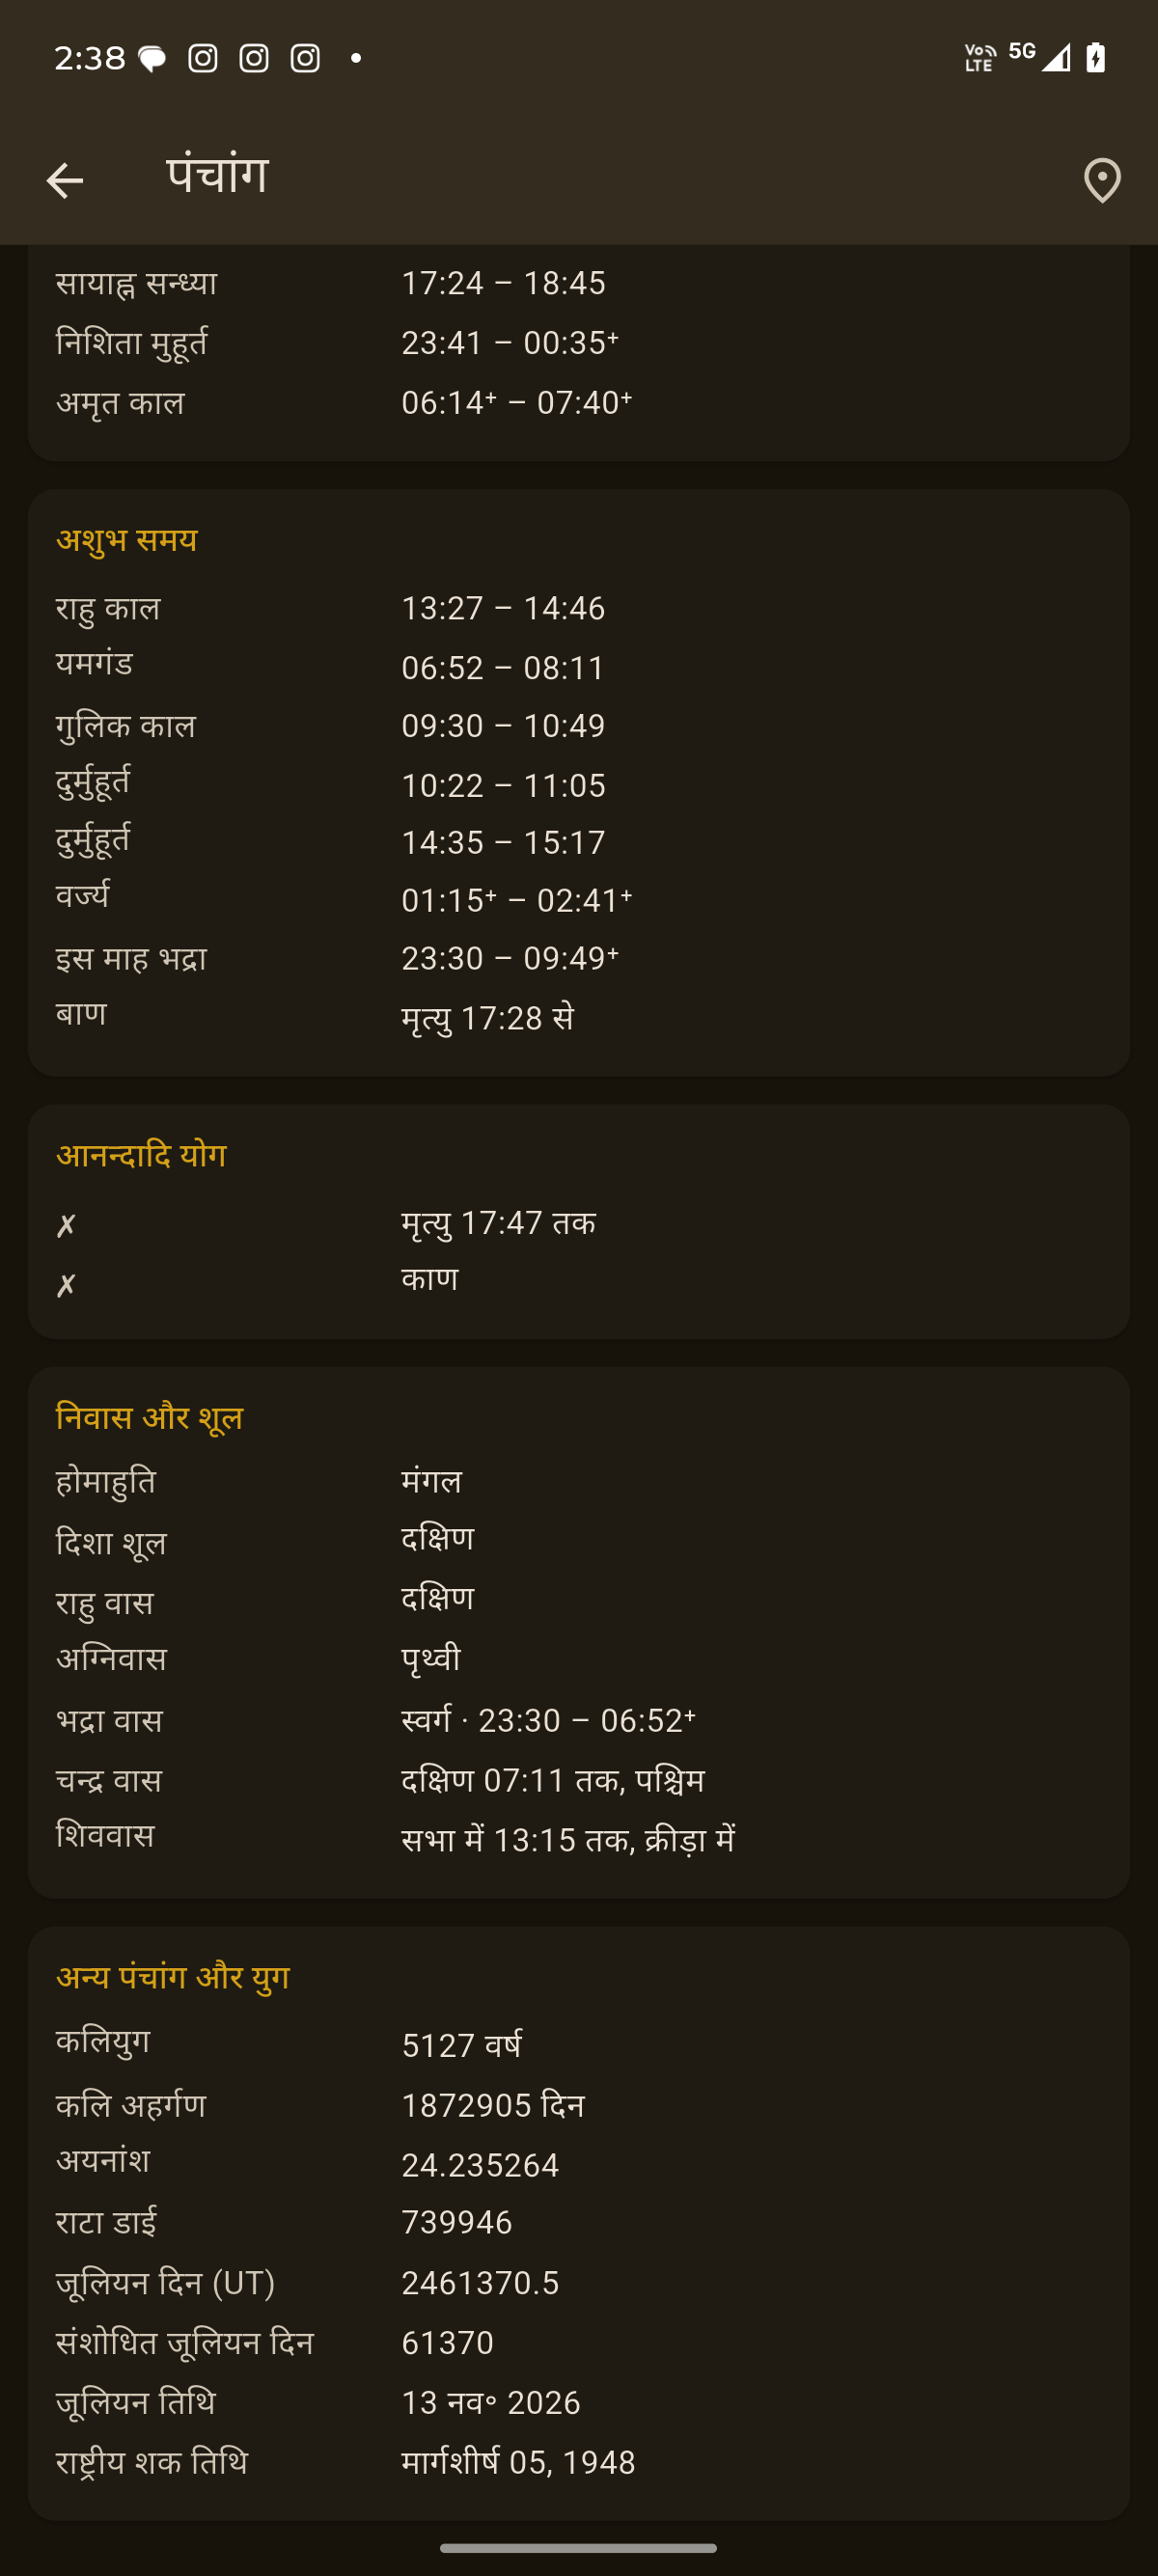 2:38
VoLTE 5G
पंचांग
सायाह्न सन्ध्या 17:24 – 18:45
निशिता मुहूर्त 23:41 – 00:35⁺
अमृत काल 06:14⁺ – 07:40⁺
अशुभ समय
राहु काल 13:27 – 14:46
यमगंड 06:52 – 08:11
गुलिक काल 09:30 – 10:49
दुर्मुहूर्त 10:22 – 11:05
दुर्मुहूर्त 14:35 – 15:17
वर्ज्य 01:15⁺ – 02:41⁺
इस माह भद्रा 23:30 – 09:49⁺
बाण मृत्यु 17:28 से
आनन्दादि योग
✗ मृत्यु 17:47 तक
✗ काण
निवास और शूल
होमाहुति मंगल
दिशा शूल दक्षिण
राहु वास दक्षिण
अग्निवास पृथ्वी
भद्रा वास स्वर्ग · 23:30 – 06:52⁺
चन्द्र वास दक्षिण 07:11 तक, पश्चिम
शिववास सभा में 13:15 तक, क्रीड़ा में
अन्य पंचांग और युग
कलियुग 5127 वर्ष
कलि अहर्गण 1872905 दिन
अयनांश 24.235264
राटा डाई 739946
जूलियन दिन (UT) 2461370.5
संशोधित जूलियन दिन 61370
जूलियन तिथि 13 नव॰ 2026
राष्ट्रीय शक तिथि मार्गशीर्ष 05, 1948